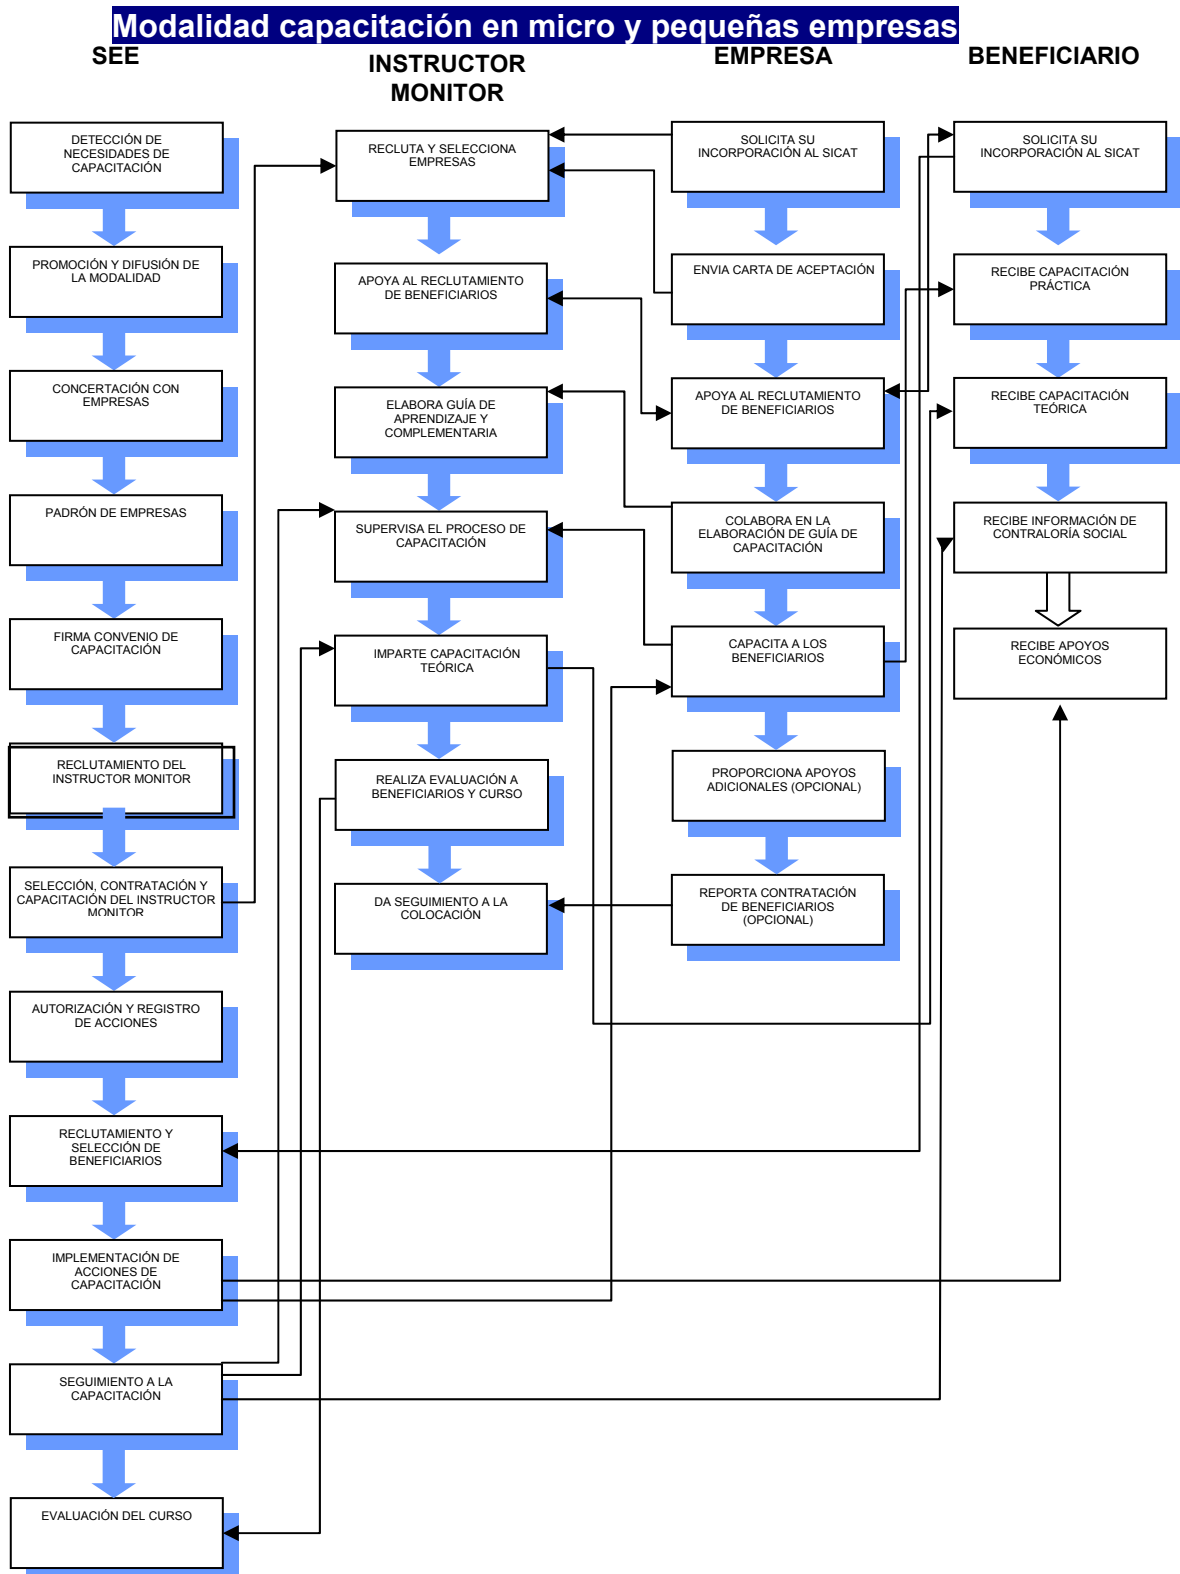 Modalidad capacitación en micro y pequeñas empresas
SEE
INSTRUCTOR
MONITOR
EMPRESA
BENEFICIARIO
DETECCIÓN DE
NECESIDADES DE
CAPACITACIÓN
PROMOCIÓN Y DIFUSIÓN DE
LA MODALIDAD
CONCERTACIÓN CON
EMPRESAS
PADRÓN DE EMPRESAS
FIRMA CONVENIO DE
CAPACITACIÓN
RECLUTAMIENTO DEL
INSTRUCTOR MONITOR
SELECCIÓN, CONTRATACIÓN Y
CAPACITACIÓN DEL INSTRUCTOR
MONITOR
AUTORIZACIÓN Y REGISTRO
DE ACCIONES
RECLUTAMIENTO Y
SELECCIÓN DE
BENEFICIARIOS
IMPLEMENTACIÓN DE
ACCIONES DE
CAPACITACIÓN
SEGUIMIENTO A LA
CAPACITACIÓN
EVALUACIÓN DEL CURSO
RECLUTA Y SELECCIONA
EMPRESAS
APOYA AL RECLUTAMIENTO
DE BENEFICIARIOS
ELABORA GUÍA DE
APRENDIZAJE Y
COMPLEMENTARIA
SUPERVISA EL PROCESO DE
CAPACITACIÓN
IMPARTE CAPACITACIÓN
TEÓRICA
REALIZA EVALUACIÓN A
BENEFICIARIOS Y CURSO
DA SEGUIMIENTO A LA
COLOCACIÓN
SOLICITA SU
INCORPORACIÓN AL SICAT
ENVIA CARTA DE ACEPTACIÓN
APOYA AL RECLUTAMIENTO
DE BENEFICIARIOS
COLABORA EN LA
ELABORACIÓN DE GUÍA DE
CAPACITACIÓN
CAPACITA A LOS
BENEFICIARIOS
PROPORCIONA APOYOS
ADICIONALES (OPCIONAL)
REPORTA CONTRATACIÓN
DE BENEFICIARIOS
(OPCIONAL)
SOLICITA SU
INCORPORACIÓN AL SICAT
RECIBE CAPACITACIÓN
PRÁCTICA
RECIBE CAPACITACIÓN
TEÓRICA
RECIBE INFORMACIÓN DE
CONTRALORÍA SOCIAL
RECIBE APOYOS
ECONÓMICOS